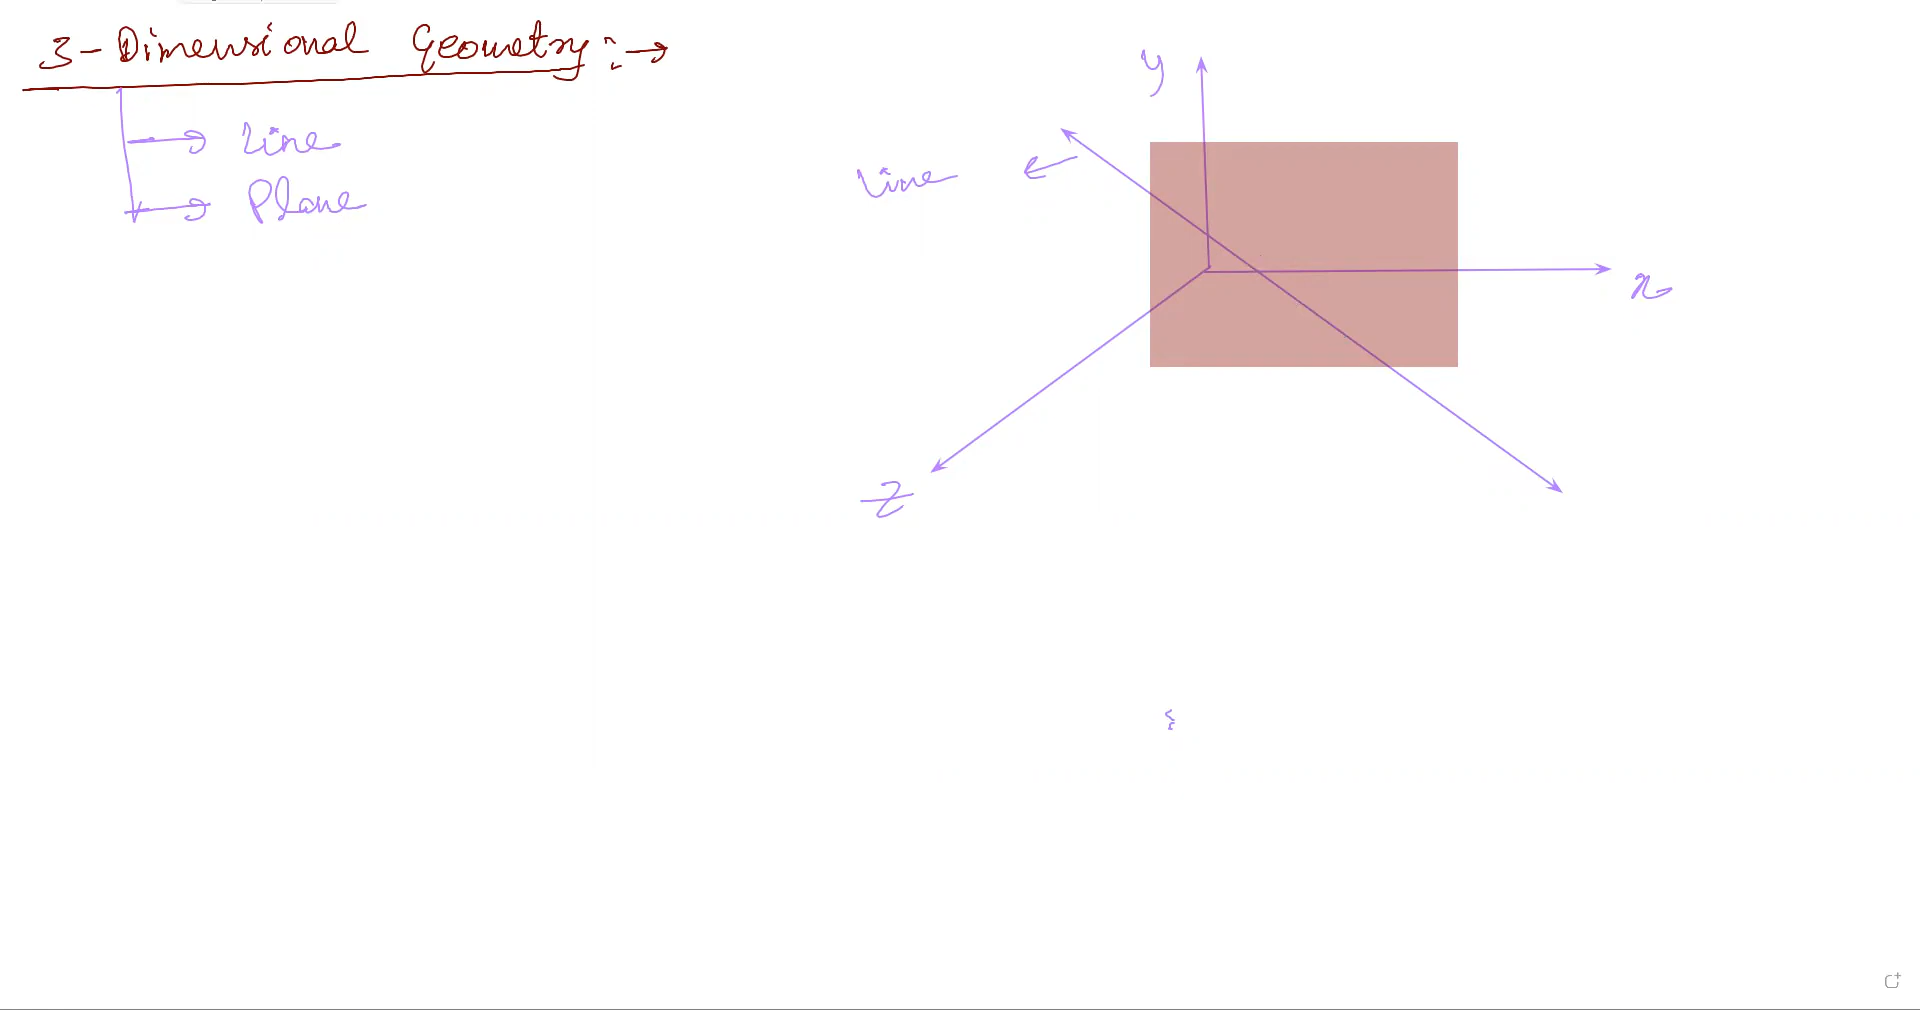 3-Dimensional Geometry :→
→ Line
→ Plane
y
Line ←
x
z